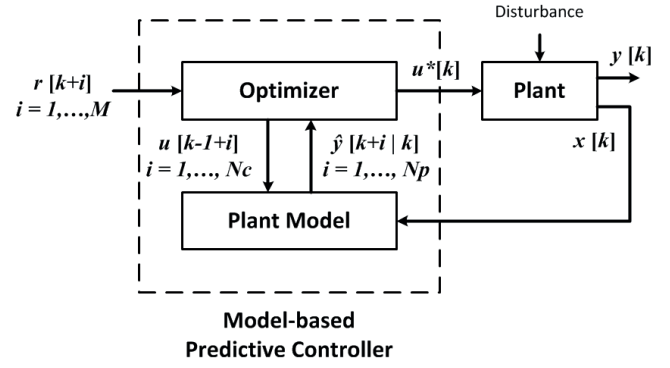 Disturbance
r [k+i]
i = 1,...,M
Optimizer
u*[k]
Plant
y [k]
x [k]
u [k-1+i]
i = 1,..., Nc
ŷ [k+i | k]
i = 1,..., Np
Plant Model
Model-based
Predictive Controller